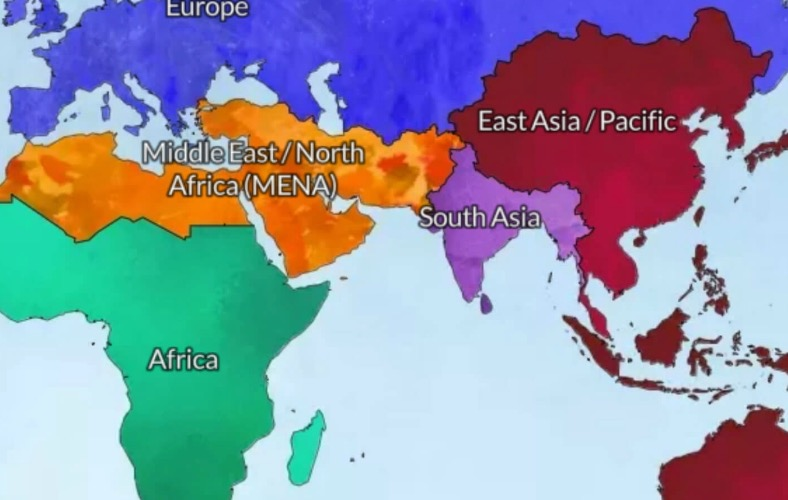 Europe
East Asia / Pacific
Middle East / North
Africa (MENA)
South Asia
Africa